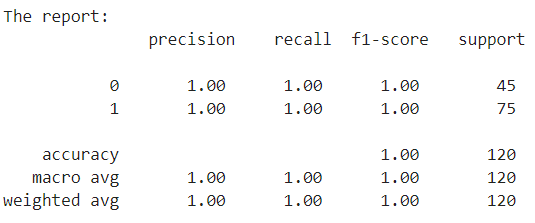 The report:
precision recall f1-score support
0 1.00 1.00 1.00 45
1 1.00 1.00 1.00 75
accuracy 1.00 120
macro avg 1.00 1.00 1.00 120
weighted avg 1.00 1.00 1.00 120